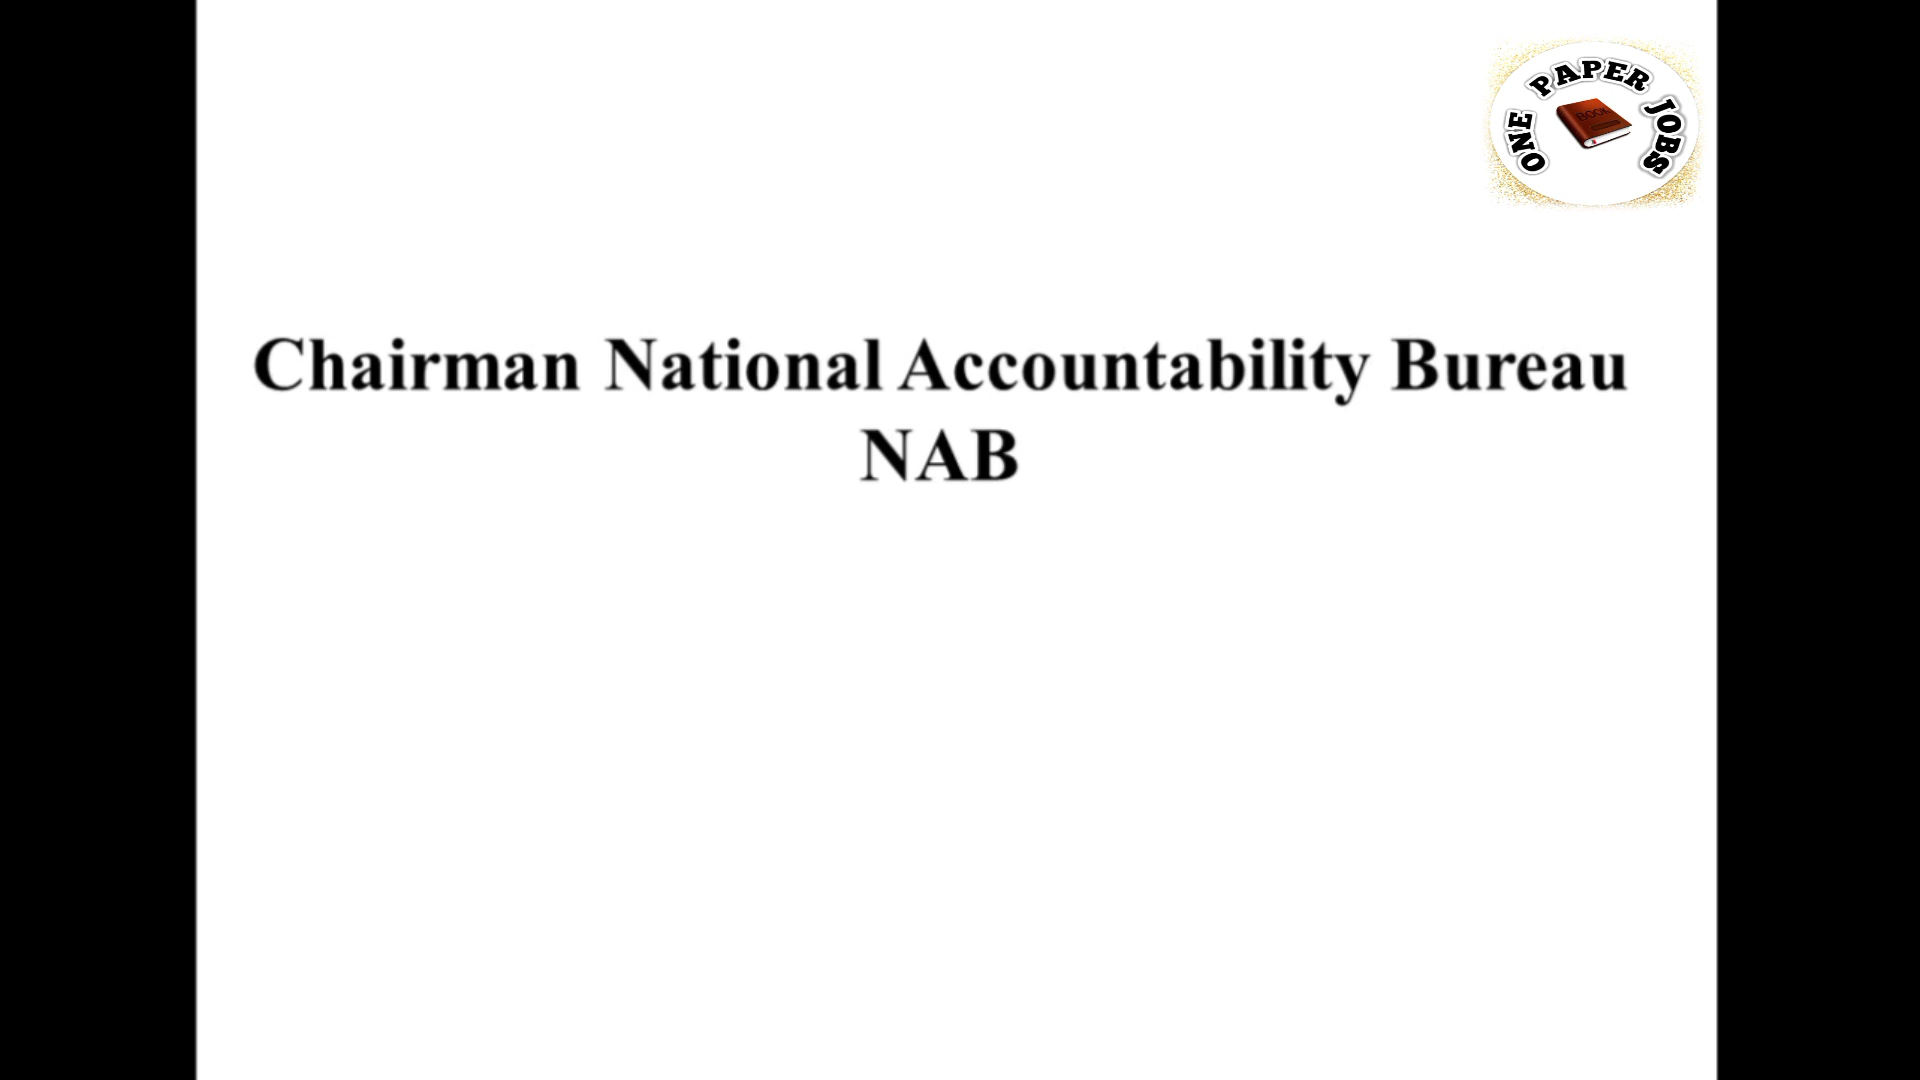 ONE PAPER JOBS
BOOK
Chairman National Accountability Bureau
NAB